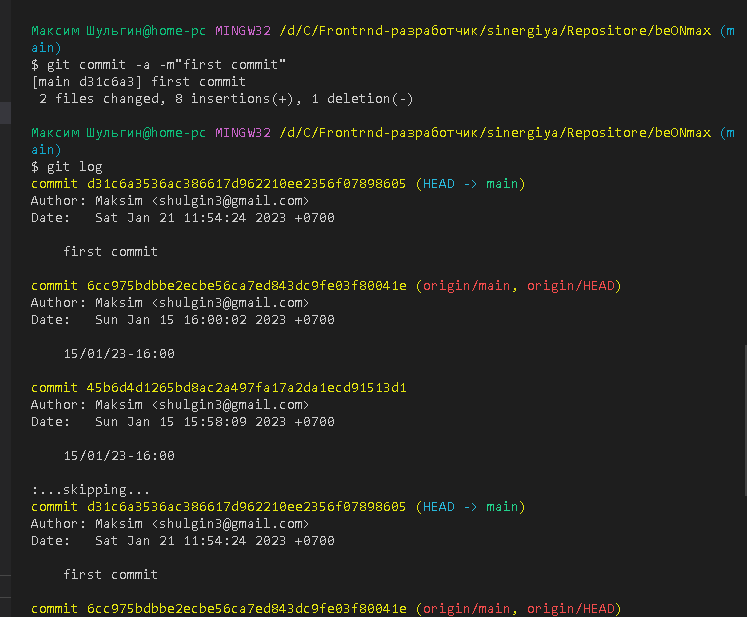 Максим Шульгин@home-pc MINGW32 /d/C/Frontrnd-разработчик/sinergiya/Repositore/beONmax (m
ain)
$ git commit -a -m"first commit"
[main d31c6a3] first commit
 2 files changed, 8 insertions(+), 1 deletion(-)
Максим Шульгин@home-pc MINGW32 /d/C/Frontrnd-разработчик/sinergiya/Repositore/beONmax (m
ain)
$ git log
commit d31c6a3536ac386617d962210ee2356f07898605 (HEAD -> main)
Author: Maksim <shulgin3@gmail.com>
Date:   Sat Jan 21 11:54:24 2023 +0700
    first commit
commit 6cc975bdbbe2ecbe56ca7ed843dc9fe03f80041e (origin/main, origin/HEAD)
Author: Maksim <shulgin3@gmail.com>
Date:   Sun Jan 15 16:00:02 2023 +0700
    15/01/23-16:00
commit 45b6d4d1265bd8ac2a497fa17a2da1ecd91513d1
Author: Maksim <shulgin3@gmail.com>
Date:   Sun Jan 15 15:58:09 2023 +0700
    15/01/23-16:00
:...skipping...
commit d31c6a3536ac386617d962210ee2356f07898605 (HEAD -> main)
Author: Maksim <shulgin3@gmail.com>
Date:   Sat Jan 21 11:54:24 2023 +0700
    first commit
commit 6cc975bdbbe2ecbe56ca7ed843dc9fe03f80041e (origin/main, origin/HEAD)